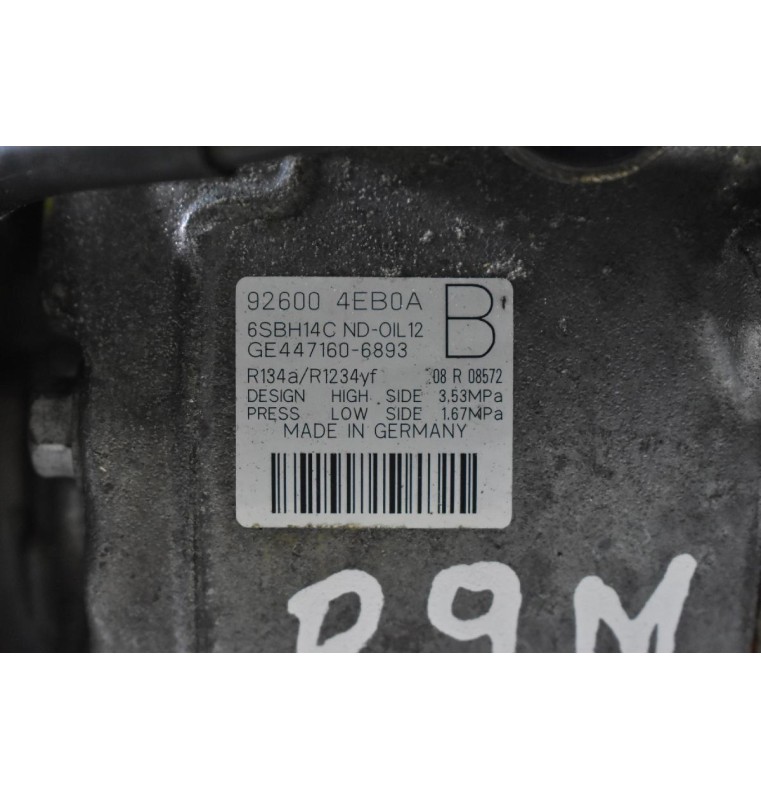 92600 4EB0A B
6SBH14C ND-OIL12
GE447160-6893
R134a/R1234yf 08 R 08572
DESIGN HIGH SIDE 3.53MPa
PRESS LOW SIDE 1.67MPa
MADE IN GERMANY
R9M